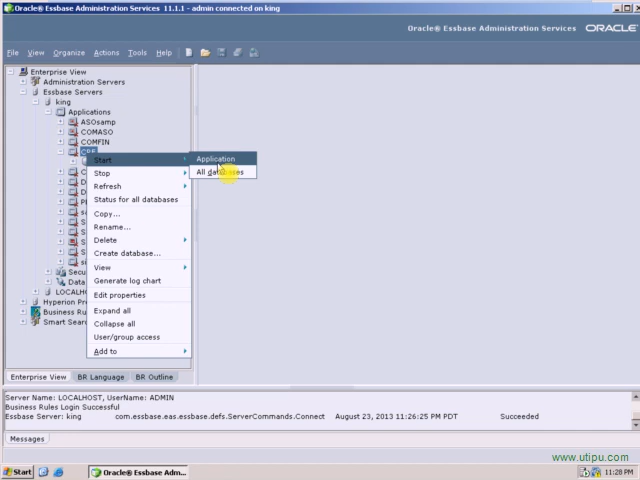 Oracle® Essbase Administration Services 11.1.1 - admin connected on king
Oracle® Essbase Administration Services ORACLE
File View Organize Actions Tools Help
Enterprise View
Administration Servers
Essbase Servers
king
Applications
ASOsamp
COMASO
COMFIN
Start
Application
Stop
All databases
Refresh
Status for all databases
Copy...
Rename...
Delete
Create database...
View
Generate log chart
Edit properties
Expand all
Collapse all
User/group access
Add to
Secu
Data
LOCALH
Hyperion Pr
Business Ru
Smart Sear
Enterprise View BR Language BR Outline
Server Name: LOCALHOST, UserName: ADMIN
Business Rules Login Successful
Essbase Server: king com.essbase.eas.essbase.defs.ServerCommands.Connect August 23, 2013 11:26:25 PM PDT Succeeded
Messages
www.utipu.com
Start Oracle® Essbase Adm... 11:28 PM